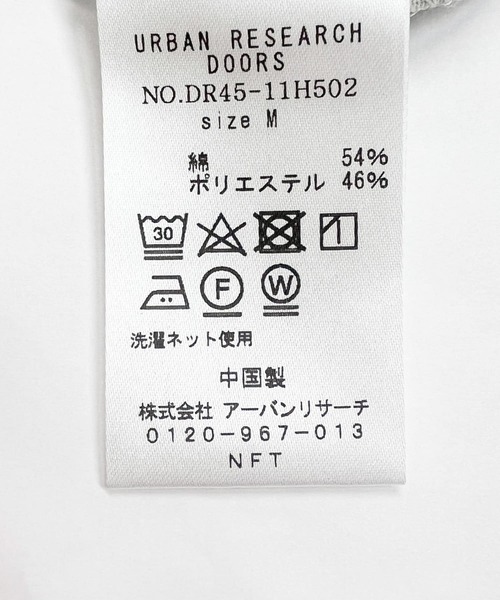 URBAN RESEARCH
DOORS
NO.DR45-11H502
size M
綿 54%
ポリエステル 46%
30
F W
洗濯ネット使用
中国製
株式会社 アーバンリサーチ
0120-967-013
NFT